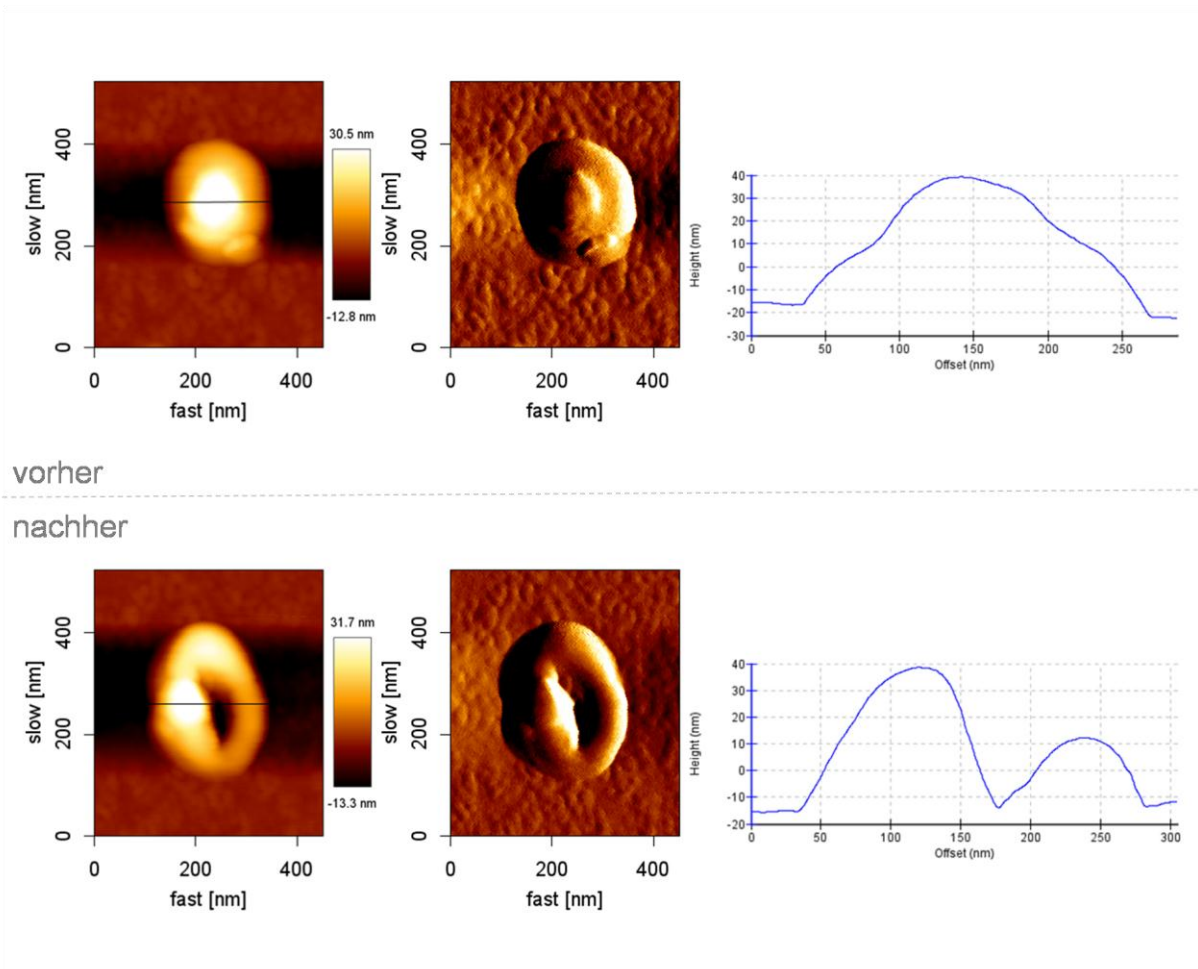 30.5 nm
-12.8 nm
slow [nm]
400
200
0
0 200 400
fast [nm]
slow [nm]
400
200
0
0 200 400
fast [nm]
Height (nm)
40
30
20
10
0
-10
-20
-30
0 50 100 150 200 250
Offset (nm)
vorher
nachher
31.7 nm
-13.3 nm
slow [nm]
400
200
0
0 200 400
fast [nm]
slow [nm]
400
200
0
0 200 400
fast [nm]
Height (nm)
40
30
20
10
0
-10
-20
0 50 100 150 200 250 300
Offset (nm)